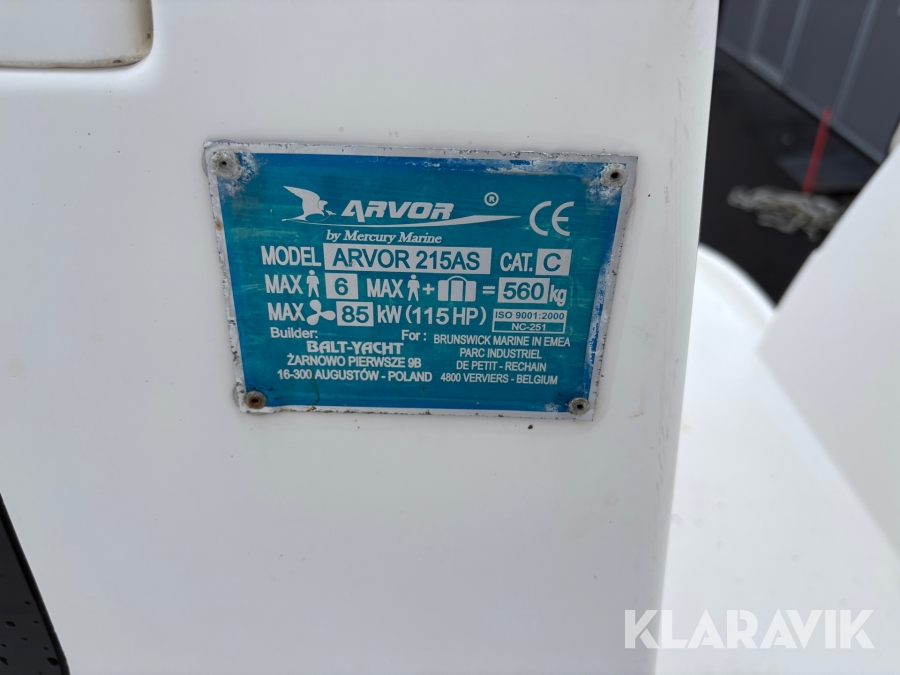 ARVOR ®
by Mercury Marine
CE
MODEL ARVOR 215AS CAT. C
MAX 6 MAX + = 560 kg
MAX 85 kW (115 HP) ISO 9001:2000
NC-251
Builder:
BALT-YACHT
ŻARNOWO PIERWSZE 9B
16-300 AUGUSTÓW - POLAND
For: BRUNSWICK MARINE IN EMEA
PARC INDUSTRIEL
DE PETIT - RECHAIN
4800 VERVIERS - BELGIUM
KLARAVIK